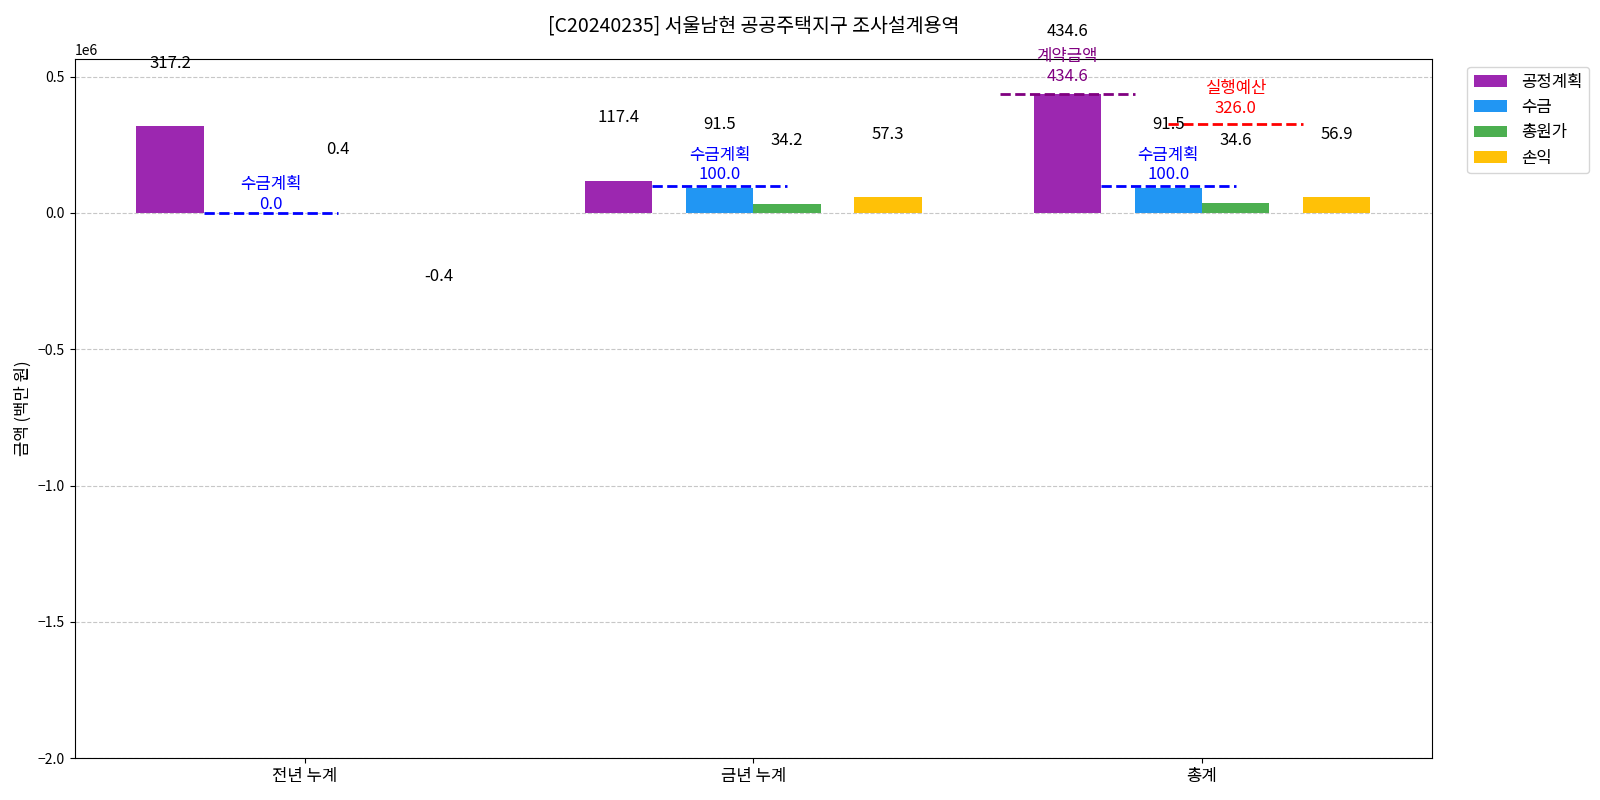 [C20240235] 서울남현 공공주택지구 조사설계용역
1e6
금액 (백만 원)
0.5
0.0
−0.5
−1.0
−1.5
−2.0
317.2
수금계획
0.0
0.4
-0.4
117.4
91.5
수금계획
100.0
34.2
57.3
434.6
계약금액
434.6
91.5
수금계획
100.0
실행예산
326.0
34.6
56.9
전년 누계
금년 누계
총계
공정계획
수금
총원가
손익